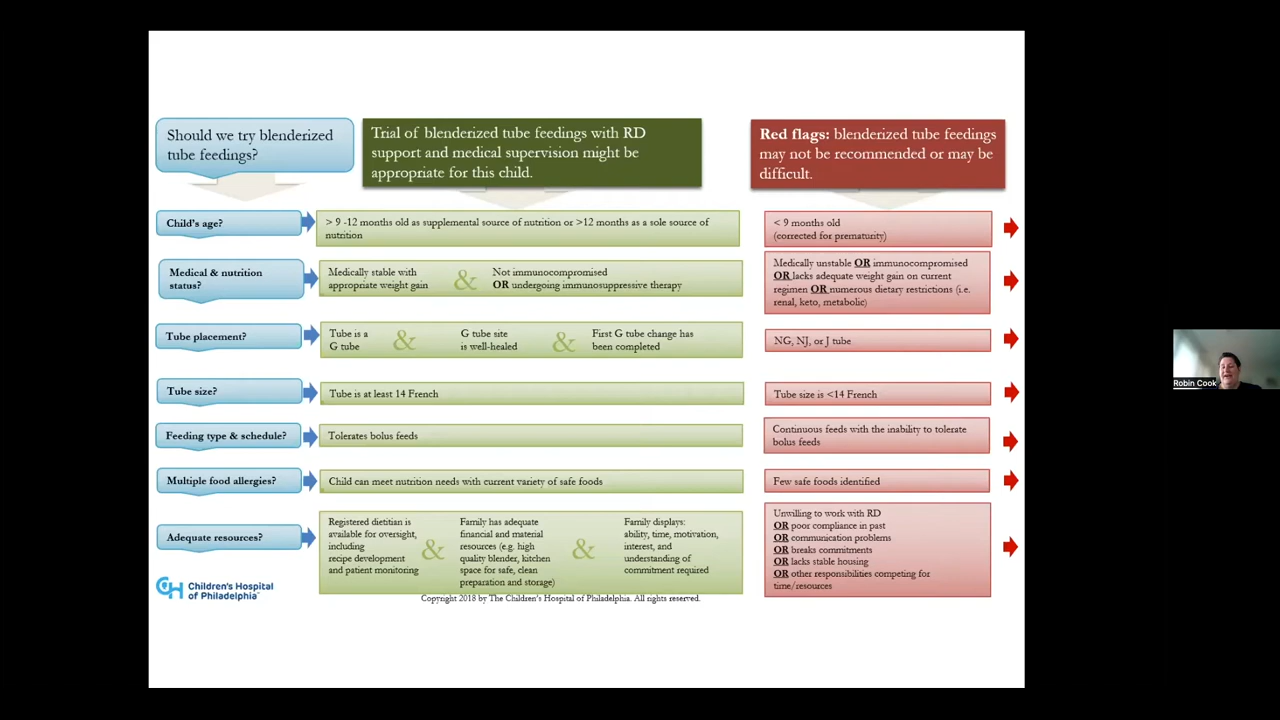 Should we try blenderized
tube feedings?
Trial of blenderized tube feedings with RD
support and medical supervision might be
appropriate for this child.
Red flags: blenderized tube feedings
may not be recommended or may be
difficult.
Child's age?
> 9 -12 months old as supplemental source of nutrition or >12 months as a sole source of
nutrition
< 9 months old
(corrected for prematurity)
Medical & nutrition
status?
Medically stable with
appropriate weight gain
&
Not immunocompromised
OR undergoing immunosuppressive therapy
Medically unstable OR immunocompromised
OR lacks adequate weight gain on current
regimen OR numerous dietary restrictions (i.e.
renal, keto, metabolic)
Tube placement?
Tube is a
G tube
&
G tube site
is well-healed
&
First G tube change has
been completed
NG, NJ, or J tube
Tube size?
Tube is at least 14 French
Tube size is <14 French
Feeding type & schedule?
Tolerates bolus feeds
Continuous feeds with the inability to tolerate
bolus feeds
Multiple food allergies?
Child can meet nutrition needs with current variety of safe foods
Few safe foods identified
Adequate resources?
Registered dietitian is
available for oversight,
including
recipe development
and patient monitoring
&
Family has adequate
financial and material
resources (e.g. high
quality blender, kitchen
space for safe, clean
preparation and storage)
&
Family displays:
ability, time, motivation,
interest, and
understanding of
commitment required
Unwilling to work with RD
OR poor compliance in past
OR communication problems
OR breaks commitments
OR lacks stable housing
OR other responsibilities competing for
time/resources
Children's Hospital
of Philadelphia
Copyright 2018 by The Children's Hospital of Philadelphia. All rights reserved.
Robin Cook